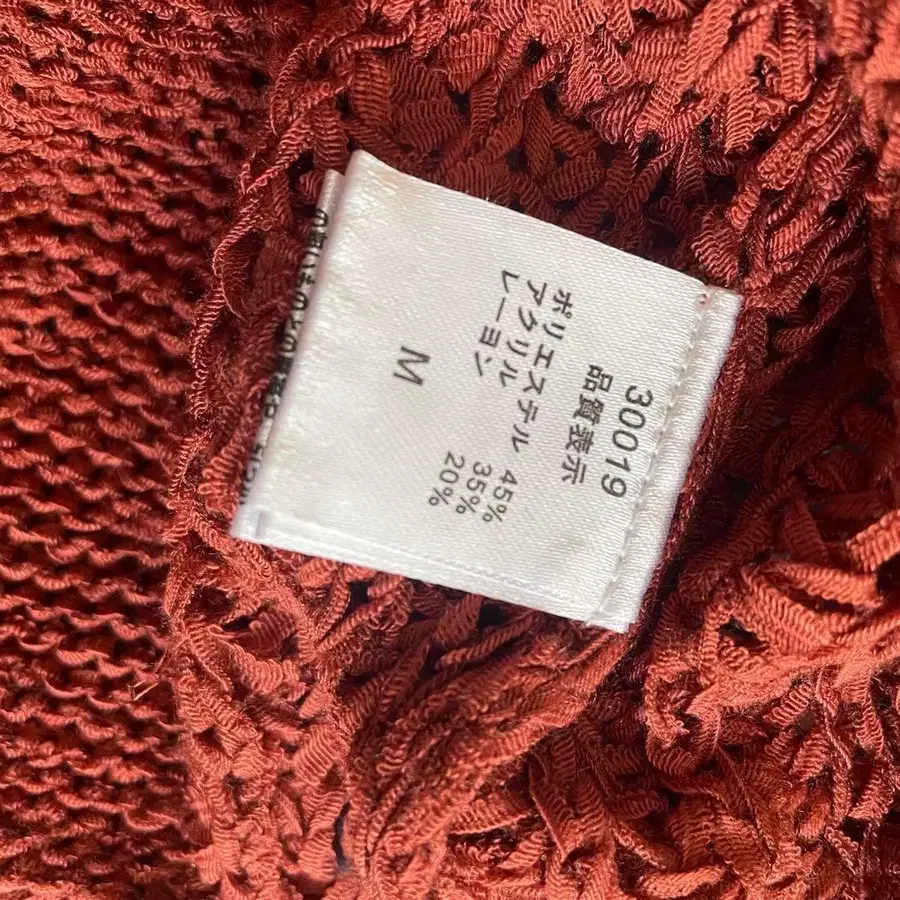 30019
品質表示
ポリエステル 45%
アクリル 35%
レーヨン 20%
M